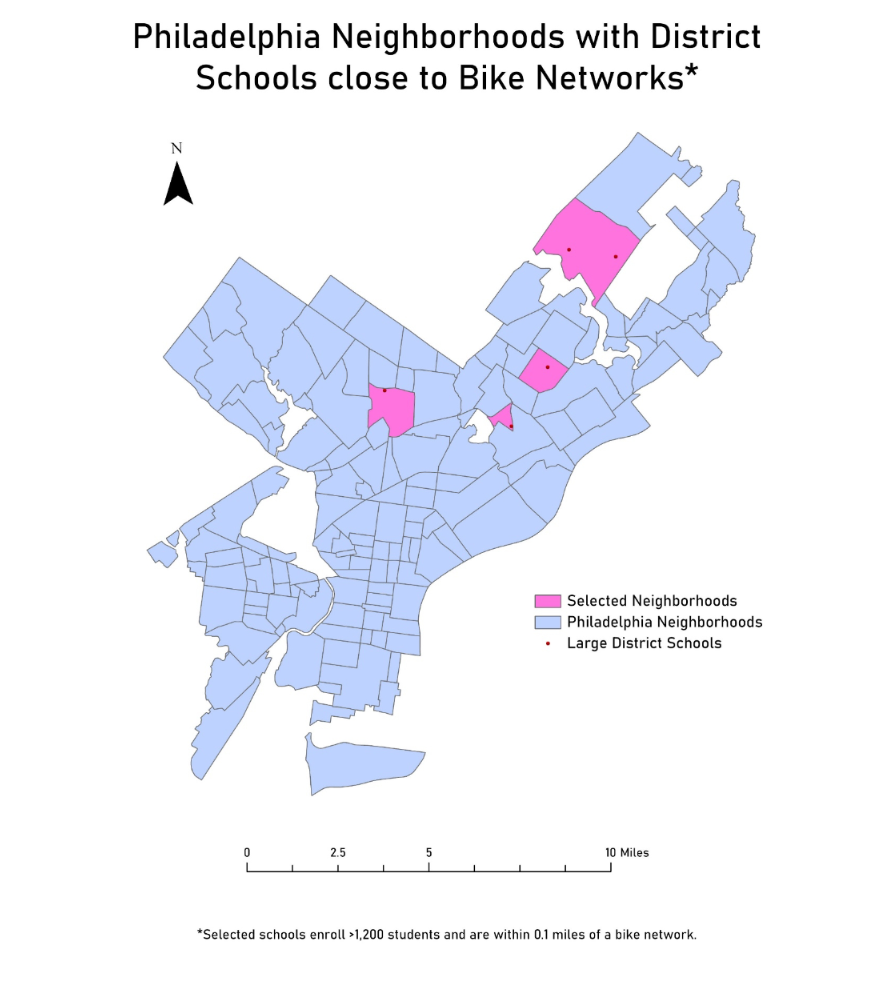 Philadelphia Neighborhoods with District
Schools close to Bike Networks*
N
Selected Neighborhoods
Philadelphia Neighborhoods
Large District Schools
0 2.5 5 10 Miles
*Selected schools enroll >1,200 students and are within 0.1 miles of a bike network.